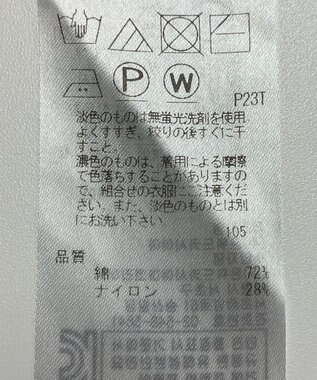 P
W
P23T
淡色のものは無蛍光洗剤を使用
よくすすぎ、絞りの後すぐに干
すこと。
濃色のものは、着用による摩擦
で色落ちすることがありますの
で、組合せの衣服にご注意くだ
さい、また、淡色のものとは別
にお洗い下さい
105
品質
綿 72%
ナイロン 28%